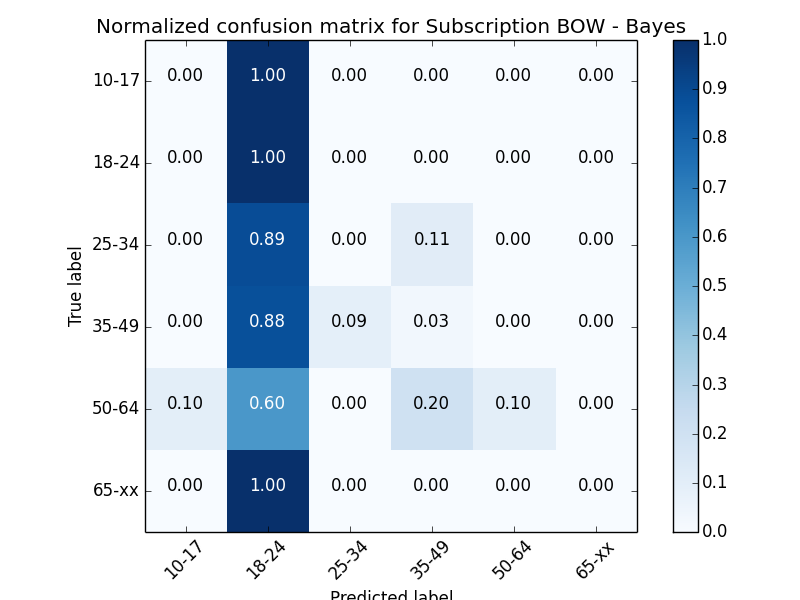 Normalized confusion matrix for Subscription BOW - Bayes
10-17 0.00 1.00 0.00 0.00 0.00 0.00
18-24 0.00 1.00 0.00 0.00 0.00 0.00
25-34 0.00 0.89 0.00 0.11 0.00 0.00
35-49 0.00 0.88 0.09 0.03 0.00 0.00
50-64 0.10 0.60 0.00 0.20 0.10 0.00
65-xx 0.00 1.00 0.00 0.00 0.00 0.00
True label
10-17 18-24 25-34 35-49 50-64 65-xx
Predicted label
1.0
0.9
0.8
0.7
0.6
0.5
0.4
0.3
0.2
0.1
0.0